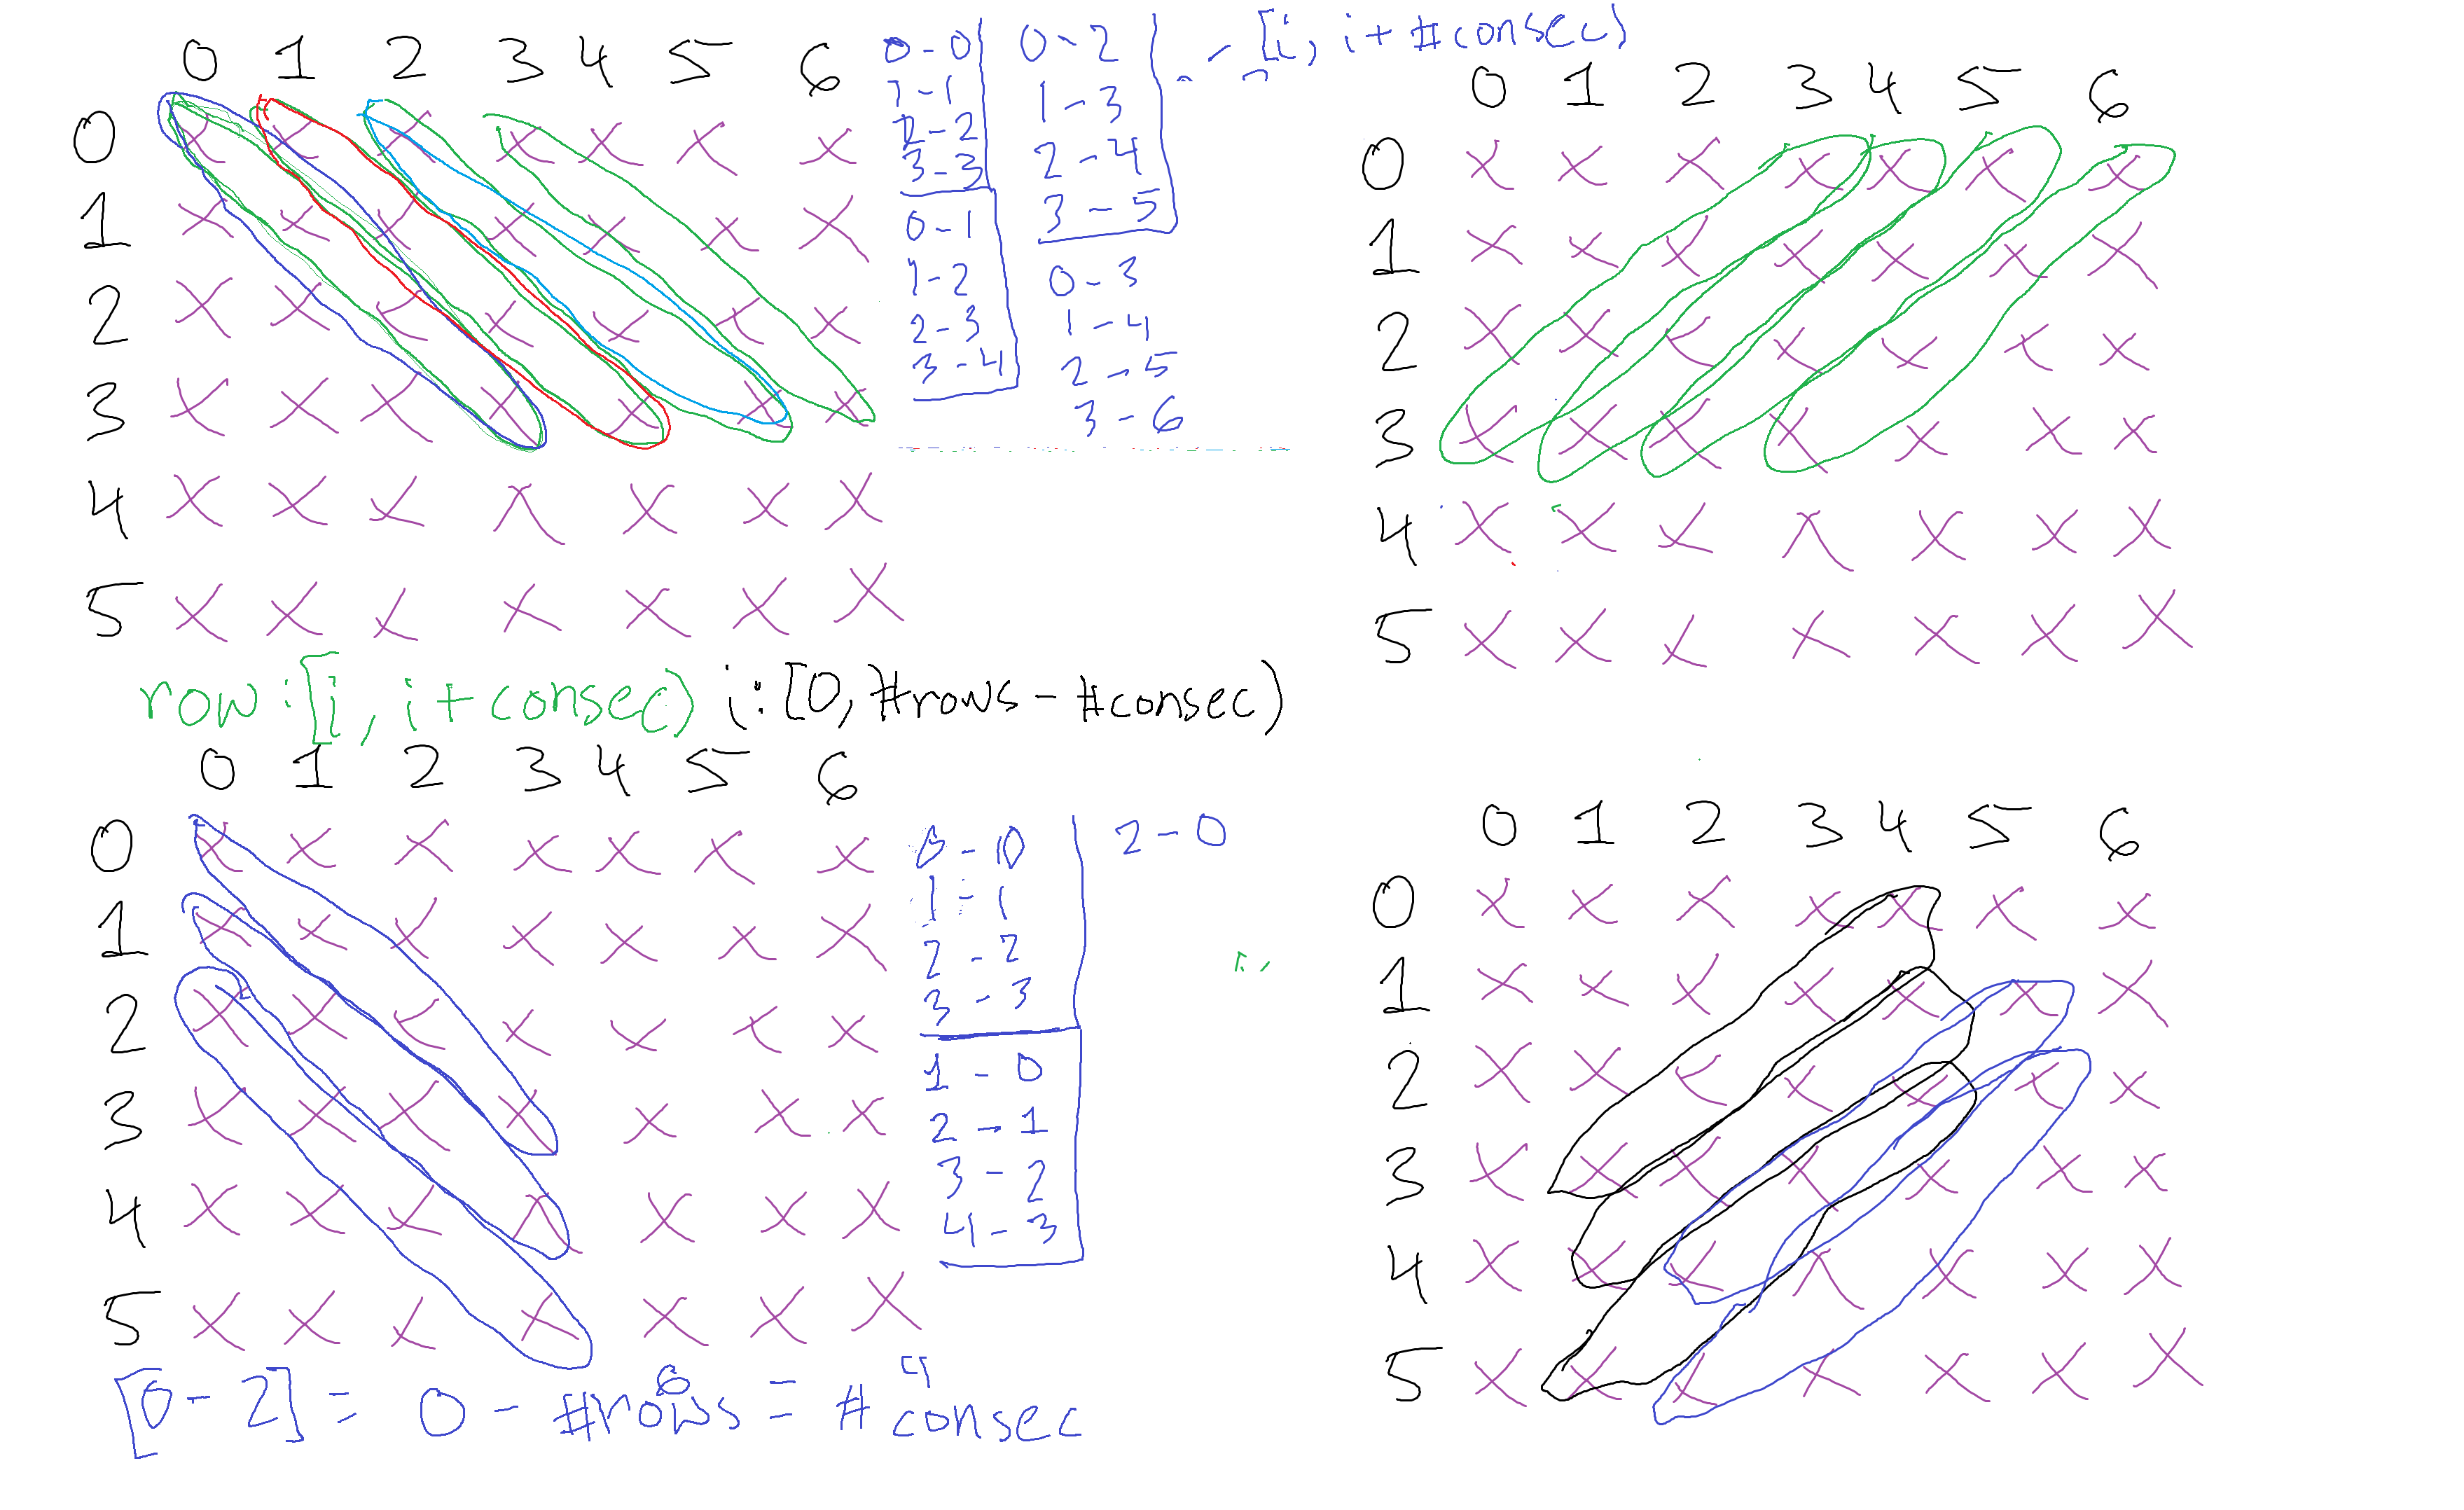 0 1 2 3 4 5 6
0 X X X X X X X
1 X X X X X X X
2 X X X X X X X
3 X X X X X X X
4 X X X X X X X
5 X X X X X X X
0-0
1-1
2-2
3-3
0-1
1-2
2-3
3-4
0-2
1-3
2-4
3-5
0-3
1-4
2-5
3-6
[i, i+#consec)
0 1 2 3 4 5 6
0 X X X X X X X
1 X X X X X X X
2 X X X X X X X
3 X X X X X X X
4 X X X X X X X
5 X X X X X X X
row:[i, i+consec) i:[0,#rows-#consec)
0 1 2 3 4 5 6
0 X X X X X X X
1 X X X X X X X
2 X X X X X X X
3 X X X X X X X
4 X X X X X X X
5 X X X X X X X
0-0
1-1
2-2
3-3
1-0
2-1
3-2
4-3
2-0
0 1 2 3 4 5 6
0 X X X X X X X
1 X X X X X X X
2 X X X X X X X
3 X X X X X X X
4 X X X X X X X
5 X X X X X X X
6 4
[0-2] = 0 - #rows = #consec